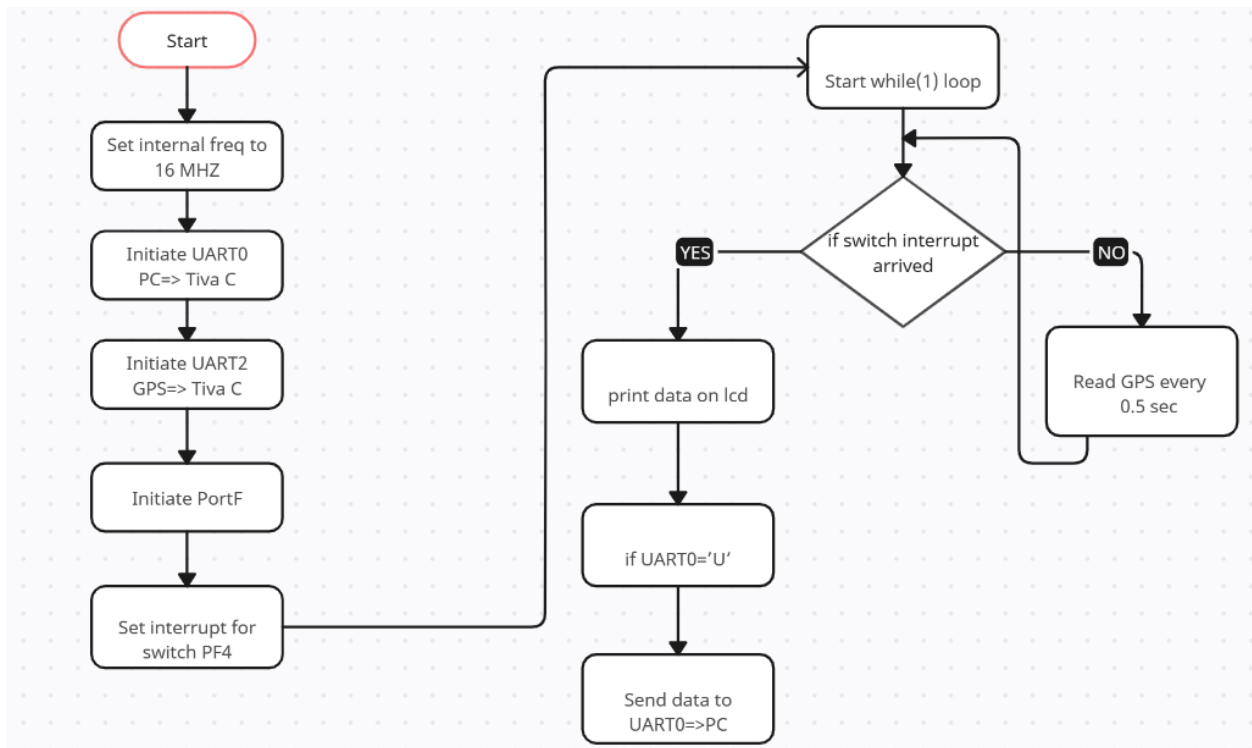 Start
Set internal freq to
16 MHZ
Initiate UART0
PC=> Tiva C
Initiate UART2
GPS=> Tiva C
Initiate PortF
Set interrupt for
switch PF4
Start while(1) loop
if switch interrupt
arrived
YES
NO
print data on lcd
Read GPS every
0.5 sec
if UART0=’U‘
Send data to
UART0=>PC